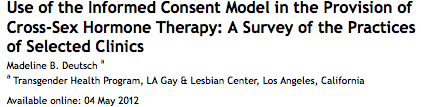 Use of the Informed Consent Model in the Provision of
Cross-Sex Hormone Therapy: A Survey of the Practices
of Selected Clinics
Madeline B. Deutsch a
a Transgender Health Program, LA Gay & Lesbian Center, Los Angeles, California
Available online: 04 May 2012